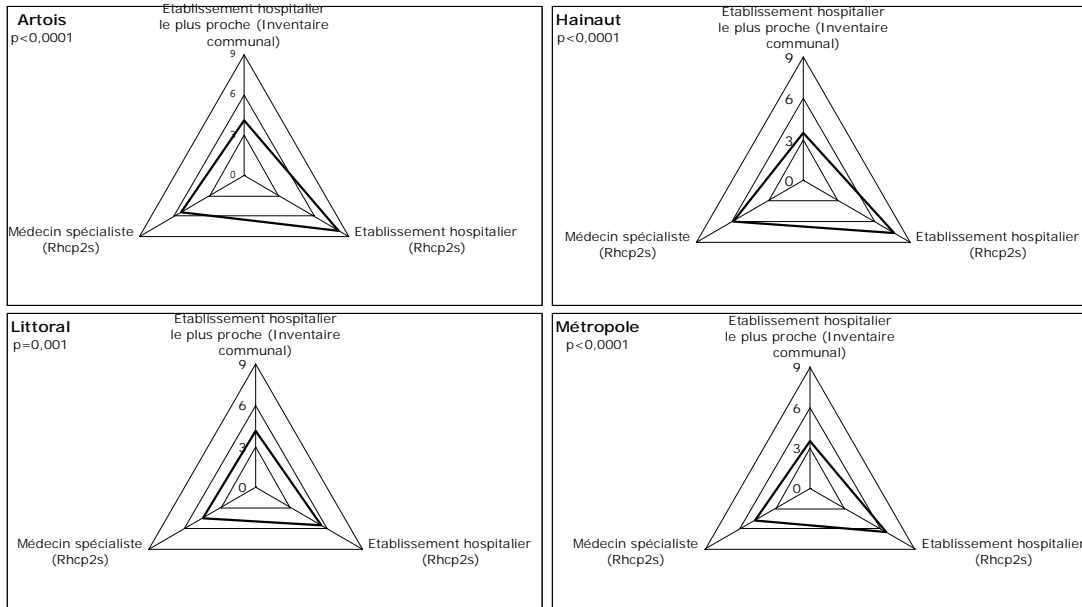 Artois
p<0,0001
Etablissement hospitalier
le plus proche (Inventaire
communal)
9
6
3
0
Médecin spécialiste
(Rhcp2s)
Etablissement hospitalier
(Rhcp2s)
Hainaut
p<0,0001
Etablissement hospitalier
le plus proche (Inventaire
communal)
9
6
3
0
Médecin spécialiste
(Rhcp2s)
Etablissement hospitalier
(Rhcp2s)
Littoral
p=0,001
Etablissement hospitalier
le plus proche (Inventaire
communal)
9
6
3
0
Médecin spécialiste
(Rhcp2s)
Etablissement hospitalier
(Rhcp2s)
Métropole
p<0,0001
Etablissement hospitalier
le plus proche (Inventaire
communal)
9
6
3
0
Médecin spécialiste
(Rhcp2s)
Etablissement hospitalier
(Rhcp2s)